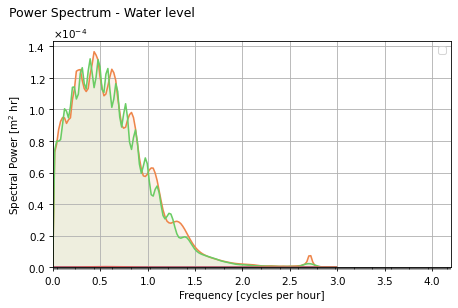 Power Spectrum - Water level
×10⁻⁴
1.4
1.2
1.0
0.8
0.6
0.4
0.2
0.0
Spectral Power [m² hr]
0.0 0.5 1.0 1.5 2.0 2.5 3.0 3.5 4.0
Frequency [cycles per hour]